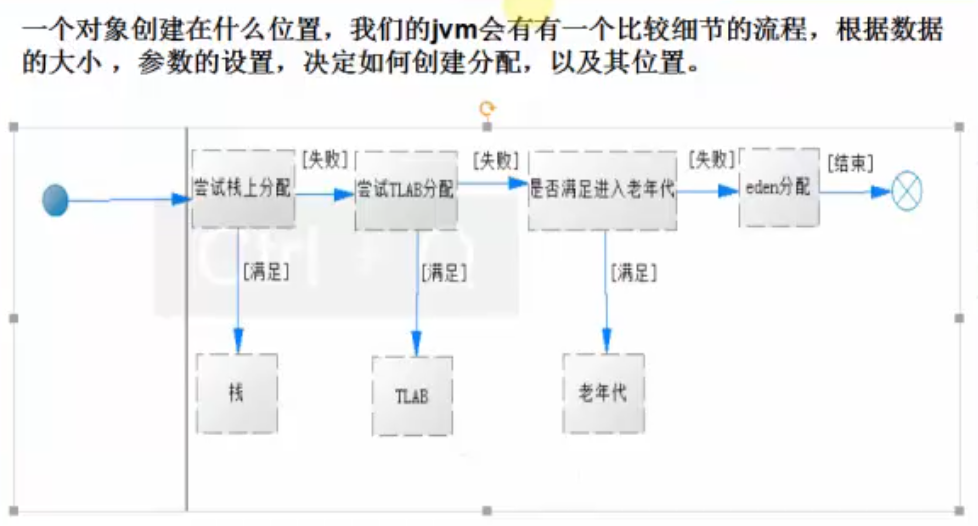 一个对象创建在什么位置，我们的jvm会有有一个比较细节的流程，根据数据
的大小，参数的设置，决定如何创建分配，以及其位置。
尝试栈上分配
[失败]
尝试TLAB分配
[失败]
是否满足进入老年代
[失败]
eden分配
[结束]
[满足]
[满足]
[满足]
栈
TLAB
老年代